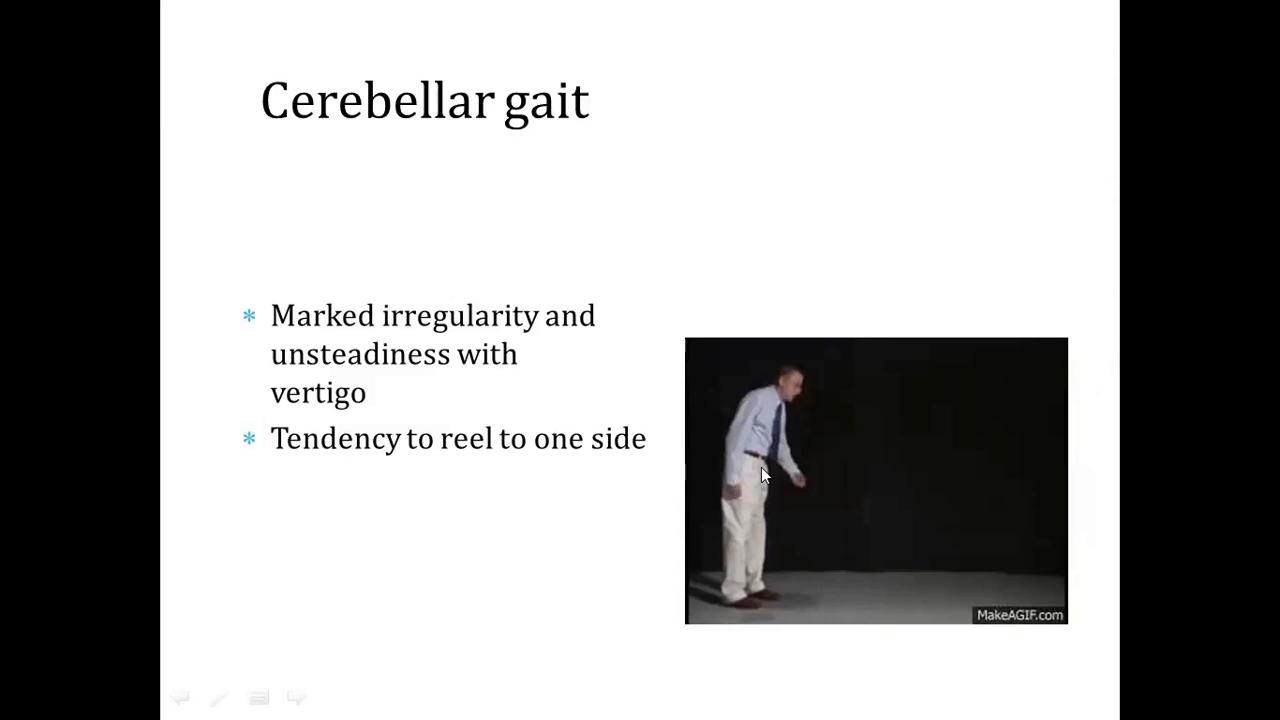 Cerebellar gait
* Marked irregularity and
unsteadiness with
vertigo
* Tendency to reel to one side
MakeAGIF.com